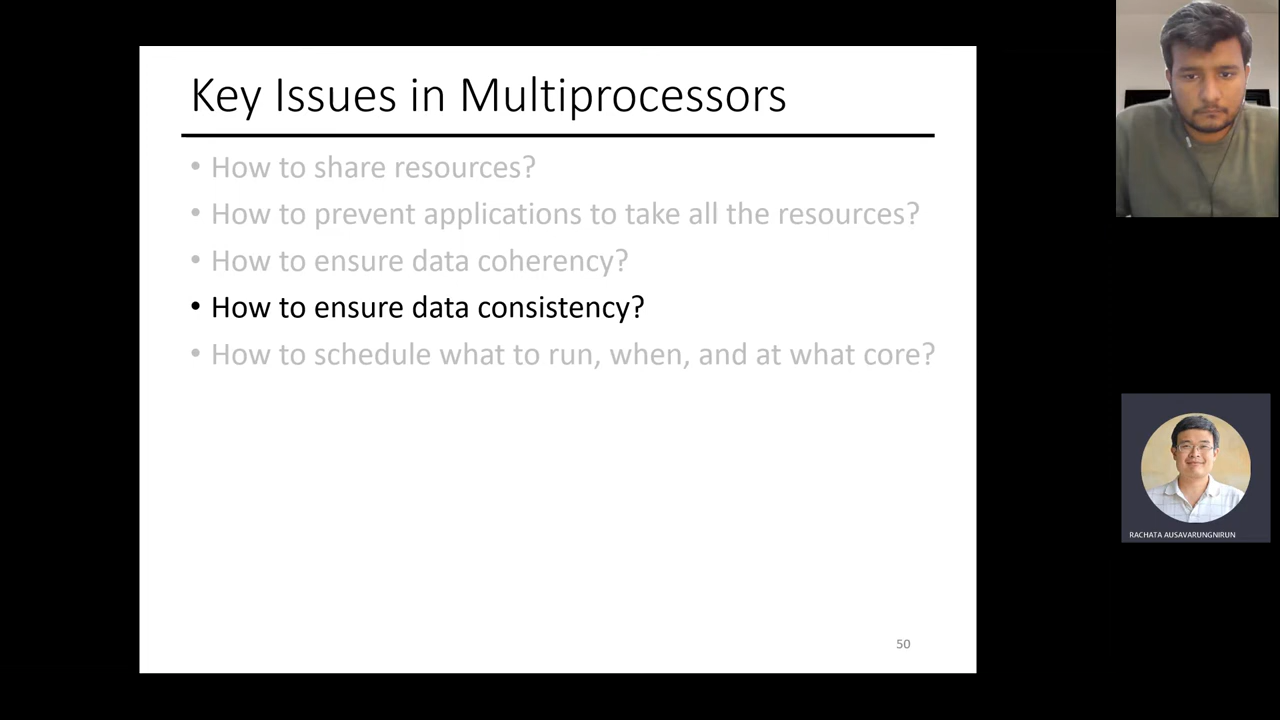 Key Issues in Multiprocessors
• How to share resources?
• How to prevent applications to take all the resources?
• How to ensure data coherency?
• How to ensure data consistency?
• How to schedule what to run, when, and at what core?
50
RACHATA AUSAVARUNGNIRUN